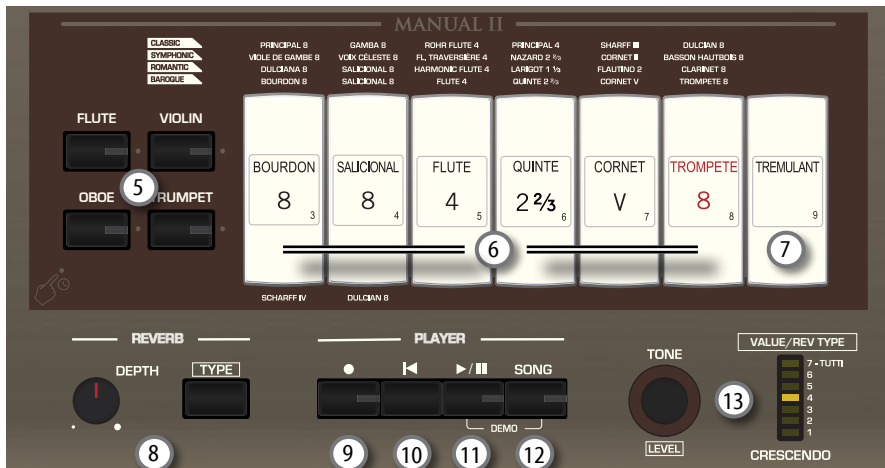 MANUAL II
CLASSIC
SYMPHONIC
ROMANTIC
BAROQUE
PRINCIPAL 8 GAMBA 8 ROHR FLUTE 4 PRINCIPAL 4 SHARFF III DULCIAN 8
VIOLE DE GAMBE 8 VOIX CÉLESTE 8 FL, TRAVERSIÈRE 4 NAZARD 2 ⅔ CORNET II BASSON HAUTBOIS 8
DULCIANA 8 SALICIONAL 8 HARMONIC FLUTE 4 LARIGOT 1 ⅓ FLAUTINO 2 CLARINET 8
BOURDON 8 SALICIONAL 8 FLUTE 4 QUINTE 2 ⅔ CORNET V TROMPETE 8
FLUTE VIOLIN
5
OBOE TRUMPET
BOURDON SALICIONAL FLUTE QUINTE CORNET TROMPETE TREMULANT
8 8 4 2 ⅔ V 8
3 4 5 6 7 8 9
6 7
SCHARFF IV DULCIAN 8
REVERB PLAYER
VALUE/REV TYPE
DEPTH TYPE SONG TONE
7 - TUTTI
6
5
4
3
2
1
DEMO
LEVEL
CRESCENDO
8 9 10 11 12 13